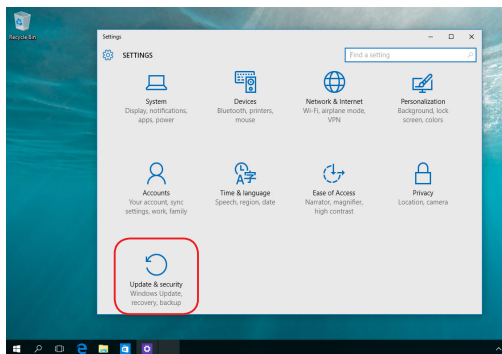 Recycle Bin
Settings
SETTINGS
Find a setting
System
Display, notifications,
apps, power
Devices
Bluetooth, printers,
mouse
Network & Internet
Wi-Fi, airplane mode,
VPN
Personalization
Background, lock
screen, colors
Accounts
Your account, sync
settings, work, family
Time & language
Speech, region, date
Ease of Access
Narrator, magnifier,
high contrast
Privacy
Location, camera
Update & security
Windows Update,
recovery, backup